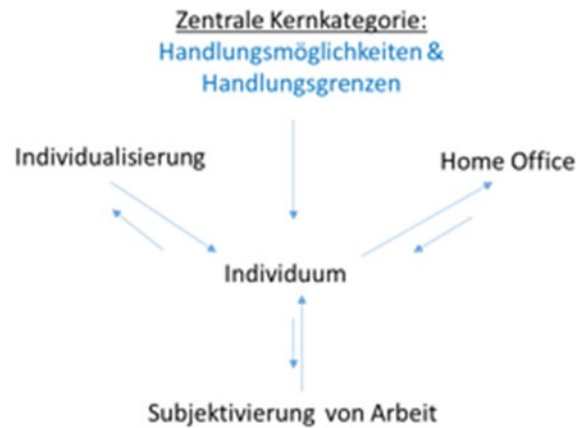 Zentrale Kernkategorie:
Handlungsmöglichkeiten &
Handlungsgrenzen
Individualisierung
Home Office
Individuum
Subjektivierung von Arbeit